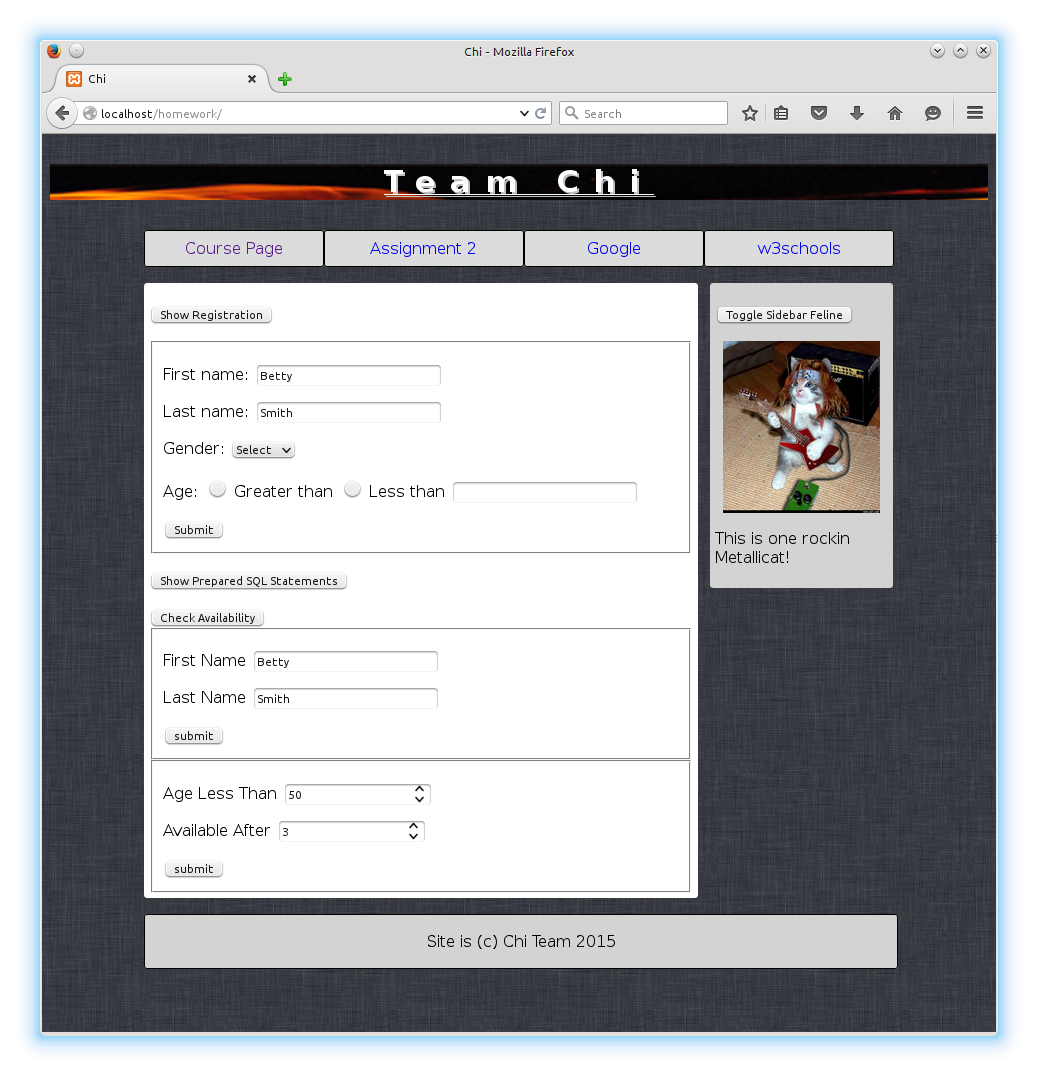 Chi - Mozilla Firefox
Chi
localhost/homework/
Search
Team Chi
Course Page
Assignment 2
Google
w3schools
Show Registration
First name: Betty
Last name: Smith
Gender: Select
Age: Greater than Less than
Submit
Show Prepared SQL Statements
Check Availability
First Name Betty
Last Name Smith
submit
Age Less Than 50
Available After 3
submit
Toggle Sidebar Feline
This is one rockin
Metallicat!
Site is (c) Chi Team 2015